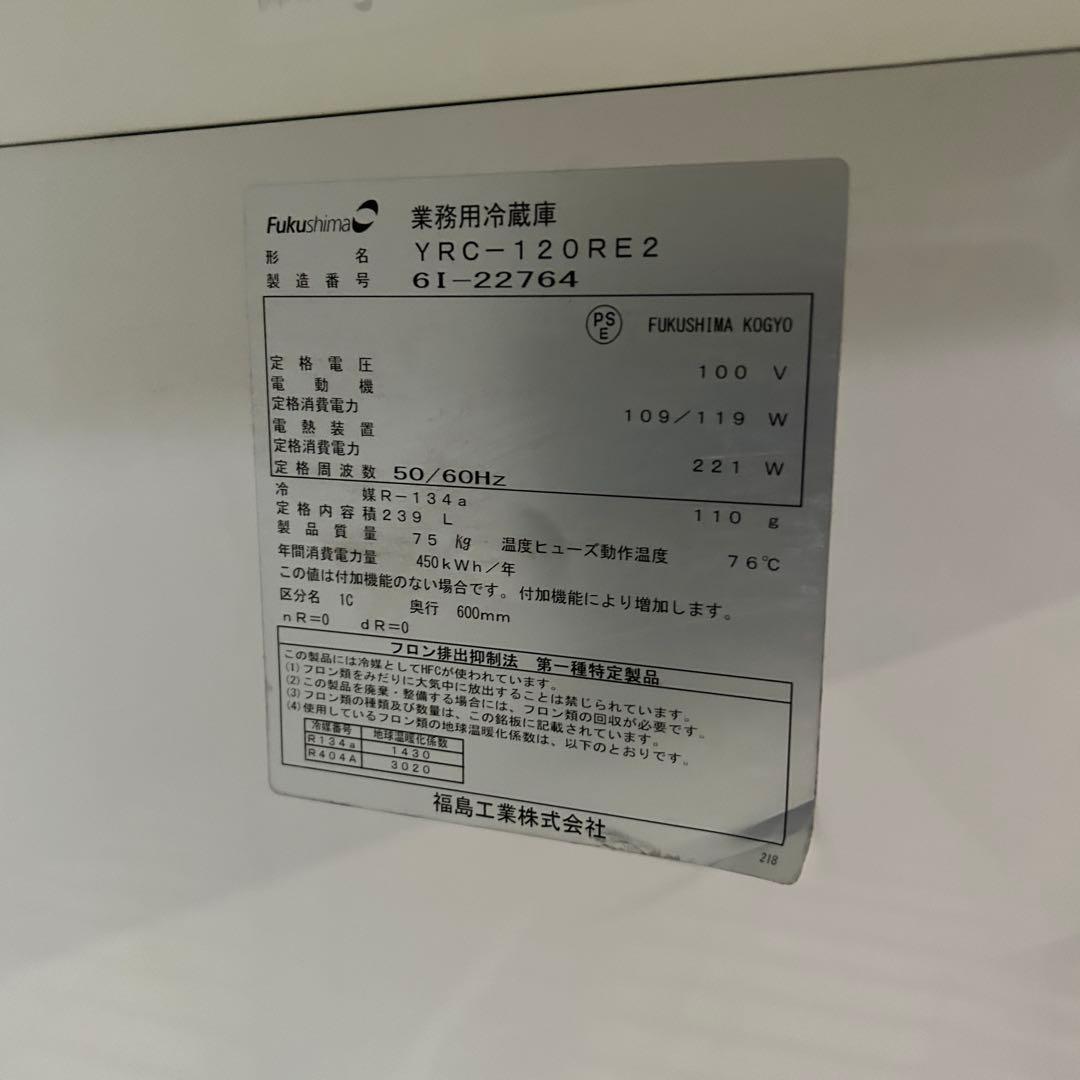 Fukushima 業務用冷蔵庫
形名 YRC-120RE2
製造番号 6I-22764
PSE FUKUSHIMA KOGYO
定格電圧 100 V
電動機
定格消費電力 109/119 W
電熱装置
定格消費電力 221 W
定格周波数 50/60Hz
冷媒 R-134a 110 g
定格内容積 239 L
製品質量 75 kg 温度ヒューズ動作温度 76℃
年間消費電力量 450kWh/年
この値は付加機能のない場合です。付加機能により増加します。
区分名 1C 奥行 600mm
nR=0 dR=0
フロン排出抑制法 第一種特定製品
この製品には冷媒としてHFCが使われています。
(1)フロン類をみだりに大気中に放出することは禁じられています。
(2)この製品を廃棄・整備する場合には、フロン類の回収が必要です。
(3)フロン類の種類及び数量は、この銘板に記載されています。
(4)使用しているフロン類の地球温暖化係数は、以下のとおりです。
冷媒番号 地球温暖化係数
R134a 1430
R404A 3020
福島工業株式会社
218